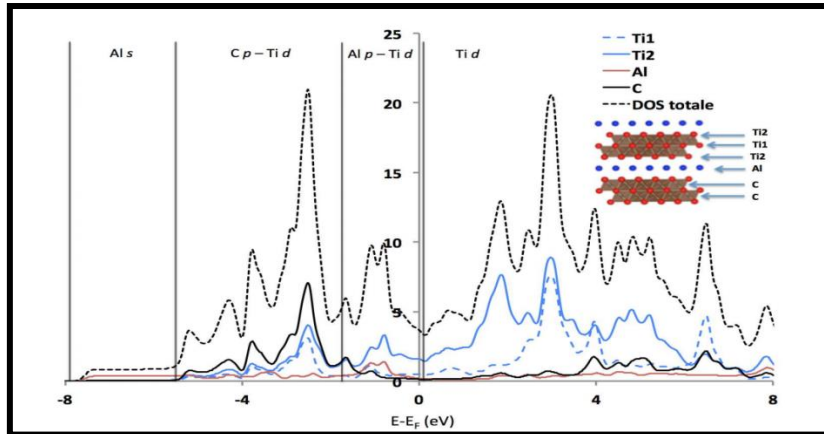 25
20
15
10
5
0
Al s
C p – Ti d
Al p – Ti d
Ti d
Ti1
Ti2
Al
C
DOS totale
Ti2
Ti1
Ti2
Al
C
C
-8
-4
0
4
8
E-EF (eV)